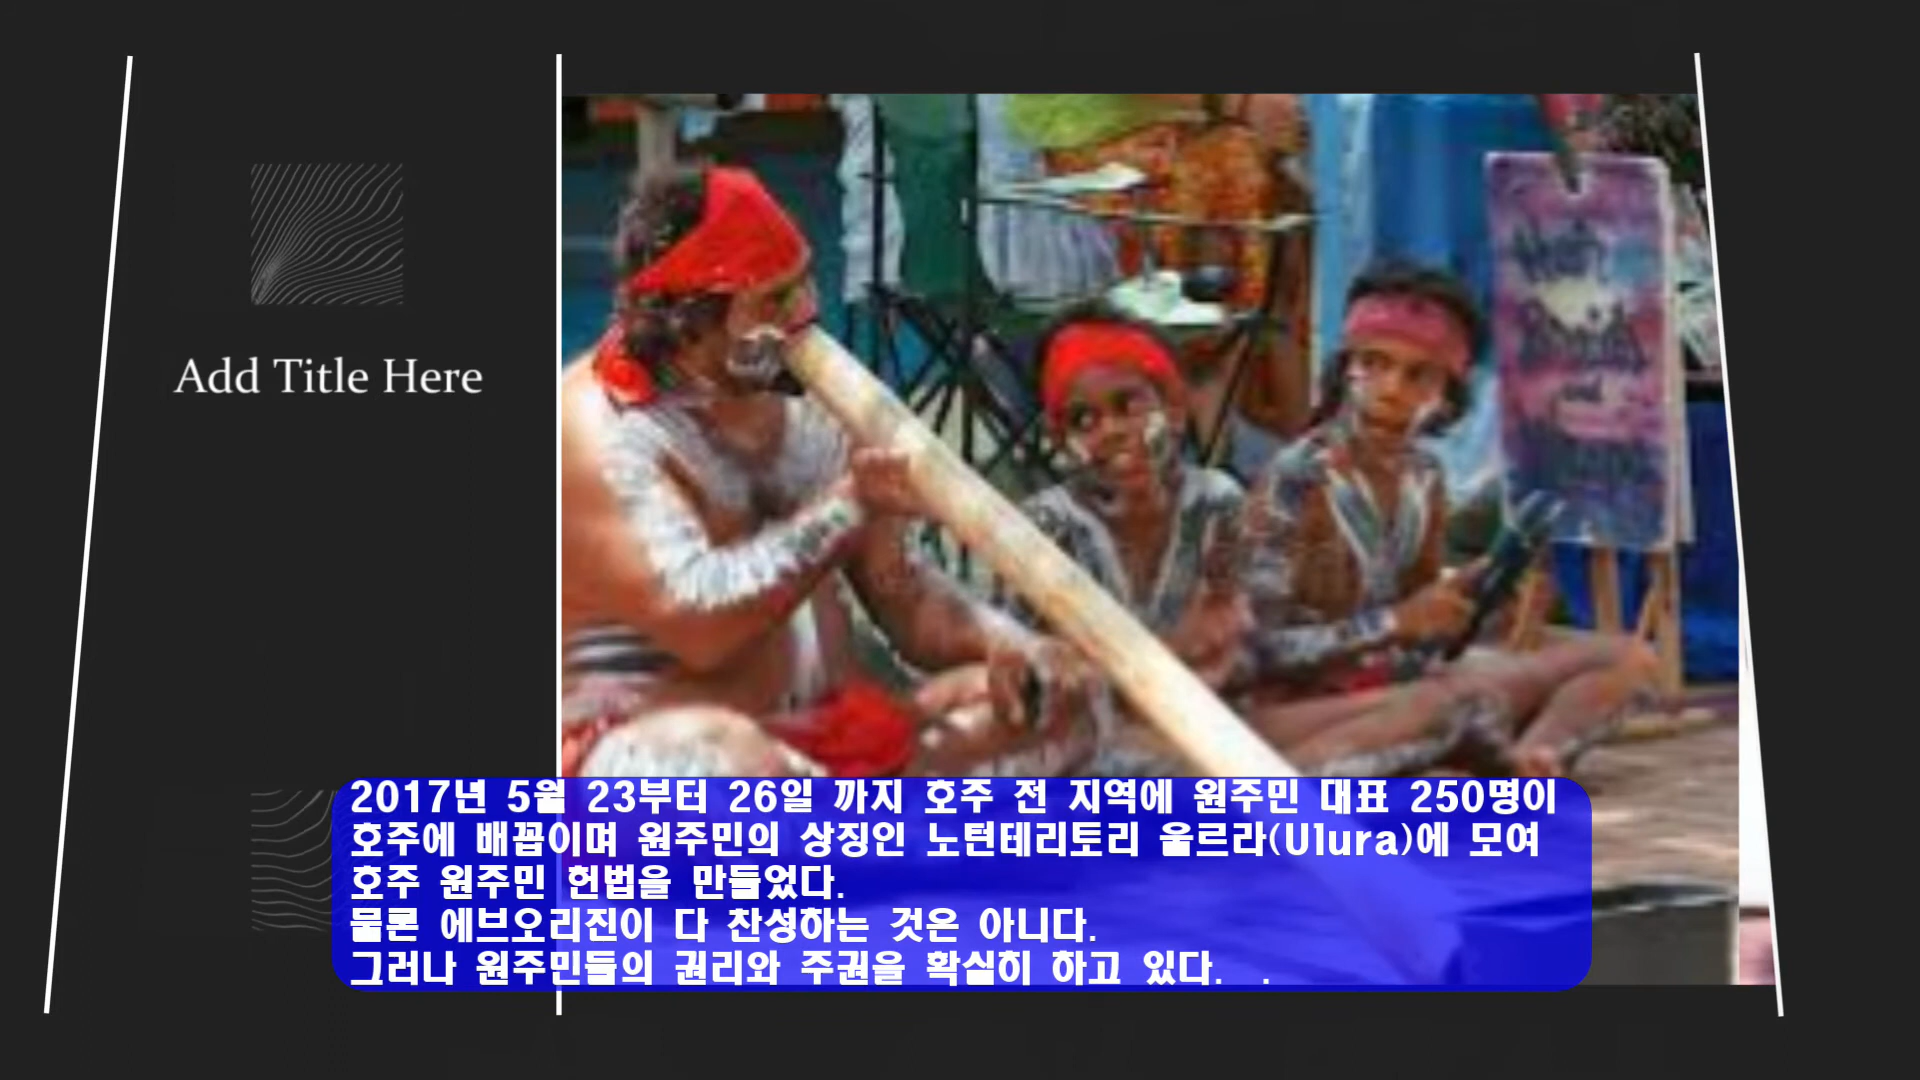 Add Title Here
2017년 5월 23부터 26일 까지 호주 전 지역에 원주민 대표 250명이
호주에 배꼽이며 원주민의 상징인 노턴테리토리 울르라(Ulura)에 모여
호주 원주민 헌법을 만들었다.
물론 에브오리진이 다 찬성하는 것은 아니다.
그러나 원주민들의 권리와 주권을 확실히 하고 있다. .